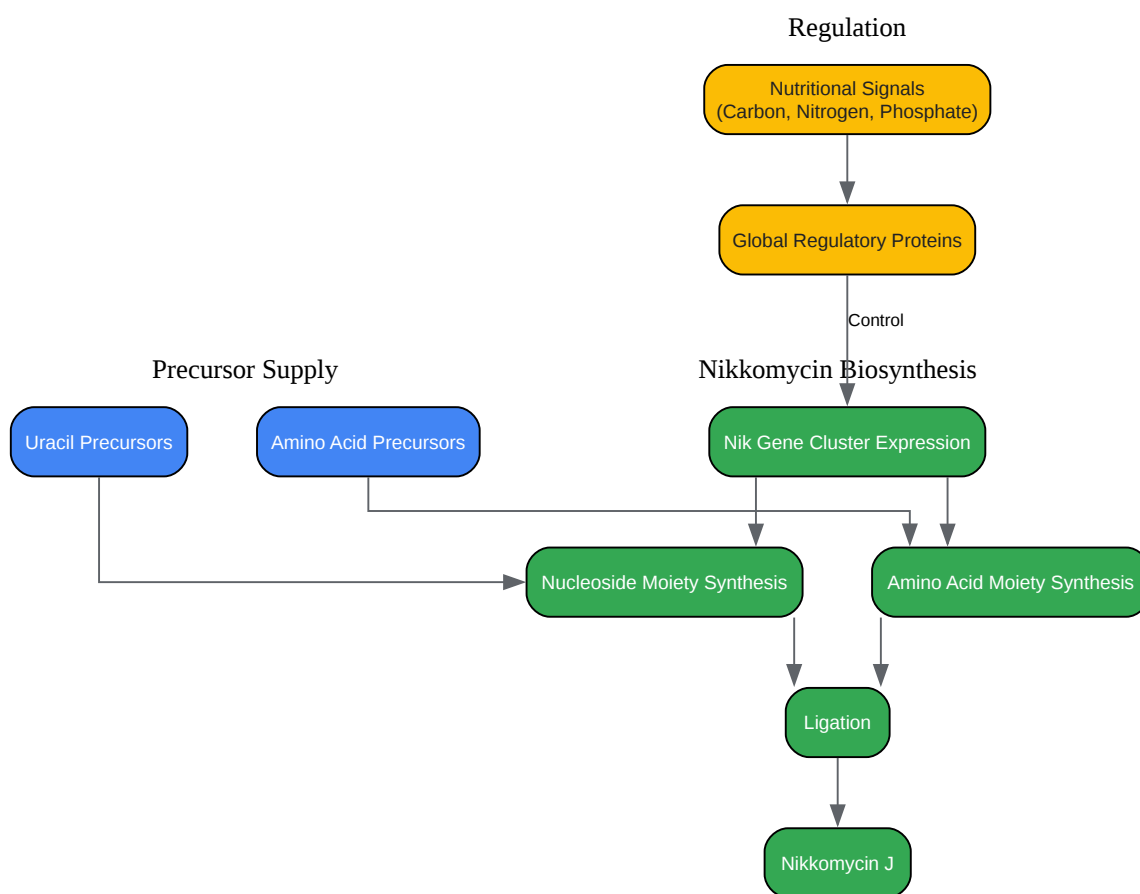 Regulation
Nutritional Signals
(Carbon, Nitrogen, Phosphate)
Global Regulatory Proteins
Control
Precursor Supply
Nikkomycin Biosynthesis
Uracil Precursors
Amino Acid Precursors
Nik Gene Cluster Expression
Nucleoside Moiety Synthesis
Amino Acid Moiety Synthesis
Ligation
Nikkomycin J